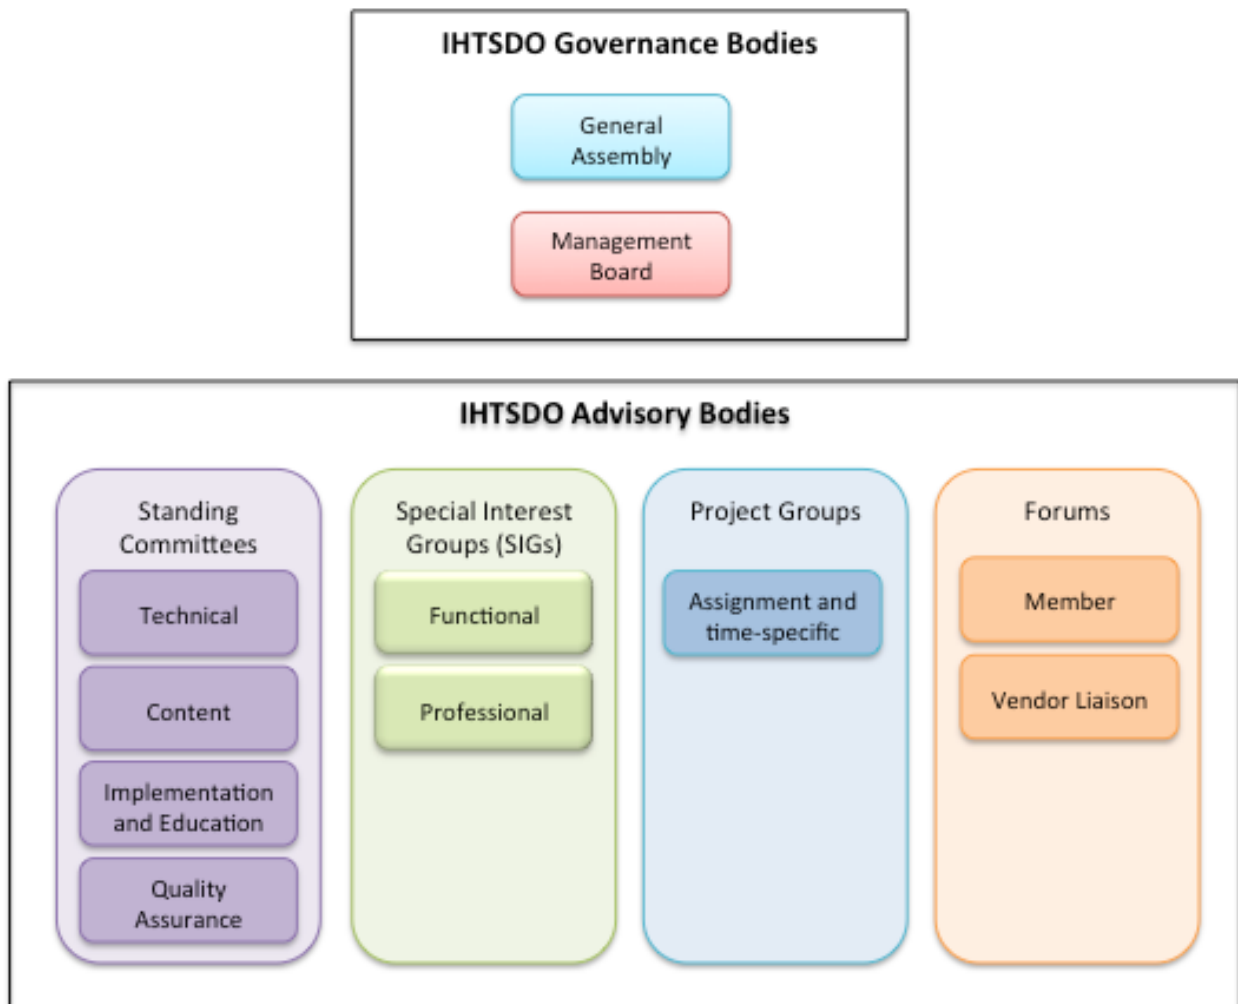 IHTSDO Governance Bodies
General
Assembly
Management
Board
IHTSDO Advisory Bodies
Standing
Committees
Technical
Content
Implementation
and Education
Quality
Assurance
Special Interest
Groups (SIGs)
Functional
Professional
Project Groups
Assignment and
time-specific
Forums
Member
Vendor Liaison